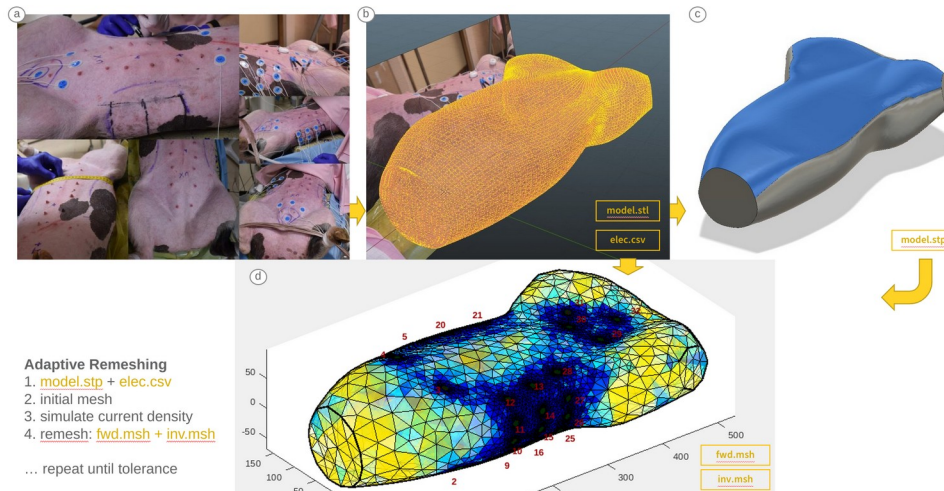 a
b
c
model.stl
elec.csv
model.stp
d
21
20
5
50
0
-50
150
100
50
Adaptive Remeshing
1. model.stp + elec.csv
2. initial mesh
3. simulate current density
4. remesh: fwd.msh + inv.msh
… repeat until tolerance
13
12
14
11
15
10
16
25
9
2
500
400
300
fwd.msh
inv.msh